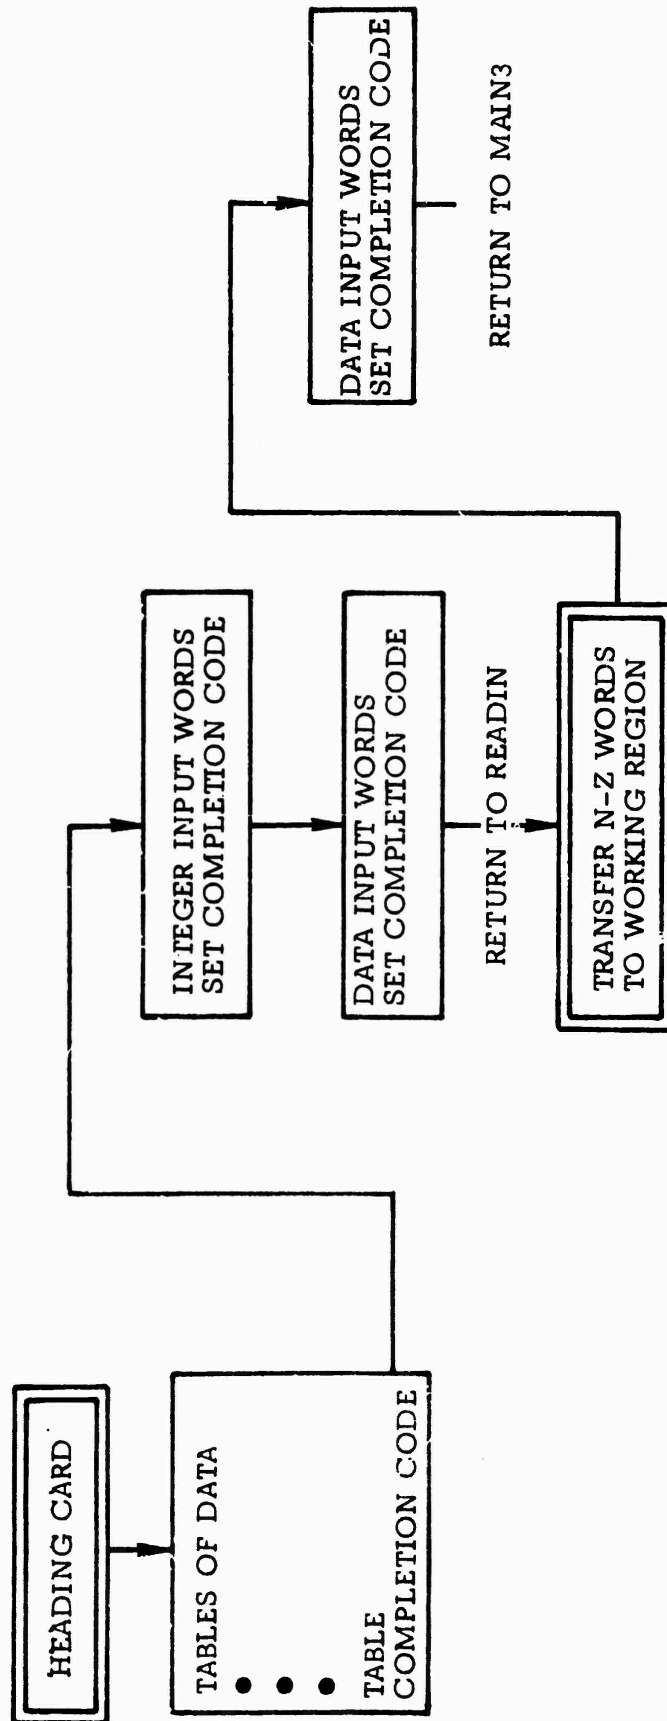 HEADING CARD
TABLES OF DATA
TABLE
COMPLETION CODE
INTEGER INPUT WORDS
SET COMPLETION CODE
DATA INPUT WORDS
SET COMPLETION CODE
RETURN TO READIN
TRANSFER N-Z WORDS
TO WORKING REGION
DATA INPUT WORDS
SET COMPLETION CODE
RETURN TO MAIN3